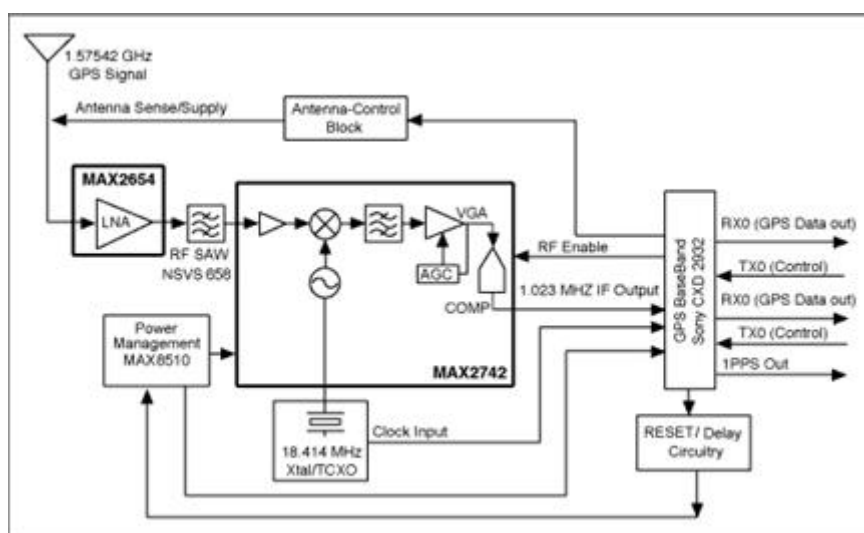 1.57542 GHz
GPS Signal
Antenna Sense/Supply
Antenna-Control
Block
MAX2654
LNA
RF SAW
NSVS 658
VGA
AGC
COMP
MAX2742
RF Enable
1.023 MHZ IF Output
GPS BaseBand
Sony CXD 2932
RX0 (GPS Data out)
TX0 (Control)
RX0 (GPS Data out)
TX0 (Control)
1PPS Out
Power
Management
MAX8510
18.414 MHz
Xtal/TCXO
Clock Input
RESET/ Delay
Circuitry